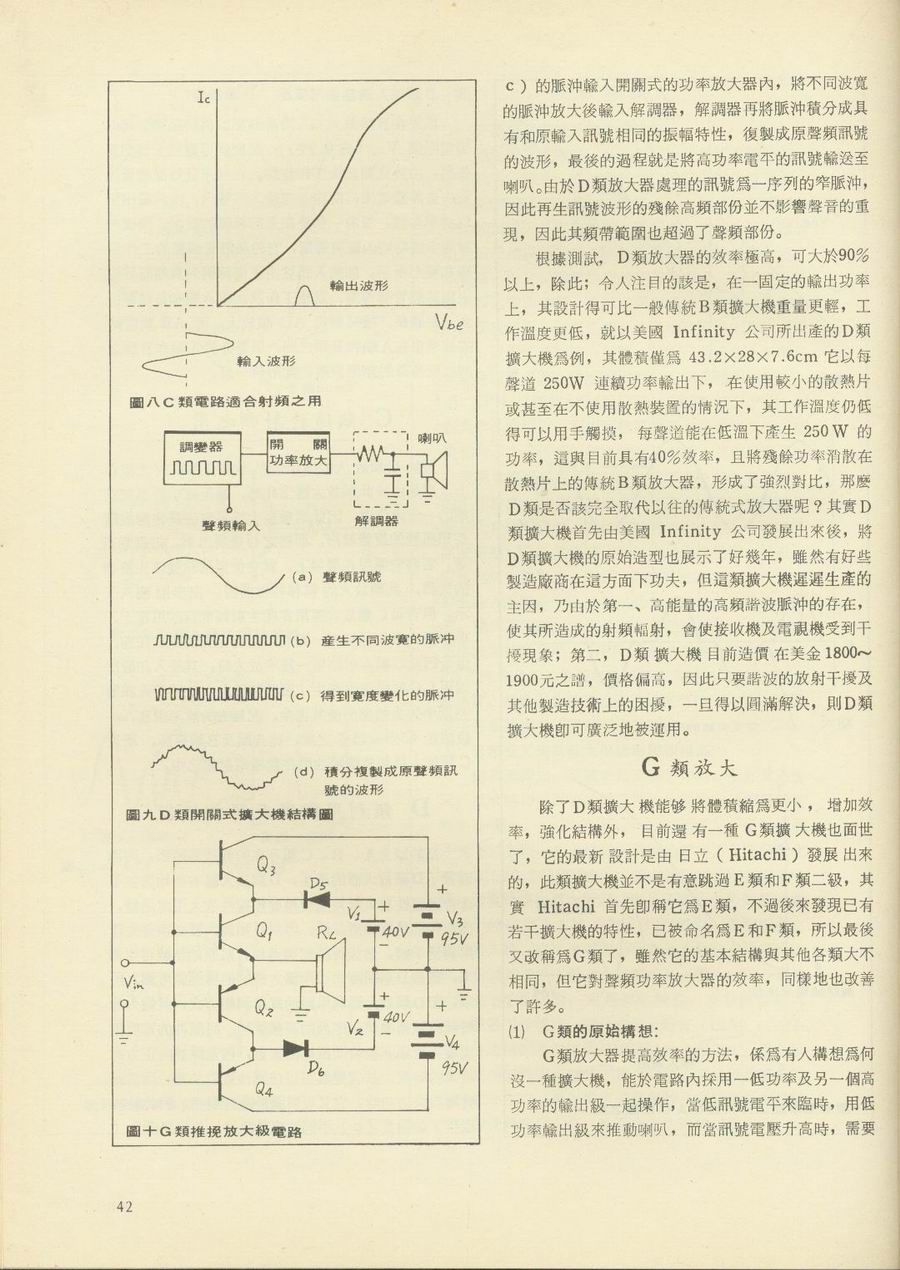 Ic
輸出波形
Vbe
輸入波形
圖八C類電路適合射頻之用
調變器
開關
功率放大
喇叭
聲頻輸入
解調器
(a) 聲頻訊號
(b) 產生不同波寬的脈冲
(c) 得到寬度變化的脈冲
(d) 積分複製成原聲頻訊
號的波形
圖九D類開關式擴大機結構圖
Q3
D5
V1
+
40V
−
+
V3
95V
Q1
RL
Vin
Q2
+
V2
40V
−
+
V4
95V
D6
Q4
圖十G類推挽放大級電路
c）的脈沖輸入開關式的功率放大器內，將不同波寬
的脈沖放大後輸入解調器，解調器再將脈沖積分成具
有和原輸入訊號相同的振幅特性，復製成原聲頻訊號
的波形，最後的過程就是將高功率電平的訊號輸送至
喇叭。由於D類放大器處理的訊號爲一序列的窄脈沖，
因此再生訊號波形的殘餘高頻部份並不影響聲音的重
現，因此其頻帶範圍也超過了聲頻部份。
根據測試，D類放大器的效率極高，可大於90%
以上，除此；令人注目的該是，在一固定的輸出功率
上，其設計得可比一般傳統B類擴大機重量更輕，工
作溫度更低，就以美國 Infinity 公司所出產的D類
擴大機爲例，其體積僅爲 43.2×28×7.6cm 它以每
聲道 250W 連續功率輸出下，在使用較小的散熱片
或甚至在不使用散熱裝置的情況下，其工作溫度仍低
得可以用手觸摸，每聲道能在低溫下產生 250 W 的
功率，這與目前具有40%效率，且將殘餘功率消散在
散熱片上的傳統B類放大器，形成了強烈對比，那麼
D類是否該完全取代以往的傳統式放大器呢？其實D
類擴大機首先由美國 Infinity 公司發展出來後，將
D類擴大機的原始造型也展示了好幾年，雖然有好些
製造廠商在這方面下功夫，但這類擴大機遲遲生產的
主因，乃由於第一、高能量的高頻諧波脈沖的存在，
使其所造成的射頻輻射，會使接收機及電視機受到干
擾現象；第二，D類擴大機目前造價在美金1800～
1900元之譜，價格偏高，因此只要諧波的放射干擾及
其他製造技術上的困擾，一旦得以圓滿解決，則D類
擴大機卽可廣泛地被運用。
G 類放大
除了D類擴大機能够將體積縮爲更小，增加效
率，強化結構外，目前還有一種G類擴大機也面世
了，它的最新設計是由日立（Hitachi）發展出來
的，此類擴大機並不是有意跳過E類和F類二級，其
實 Hitachi 首先卽稱它爲E類，不過後來發現已有
若干擴大機的特性，已被命名爲E和F類，所以最後
又改稱爲G類了，雖然它的基本結構與其他各類大不
相同，但它對聲頻功率放大器的效率，同樣地也改善
了許多。
(1) G類的原始構想：
G類放大器提高效率的方法，係爲有人構想爲何
沒一種擴大機，能於電路內採用一低功率及另一個高
功率的輸出級一起操作，當低訊號電平來臨時，用低
功率輸出級來推動喇叭，而當訊號電壓升高時，需要
42